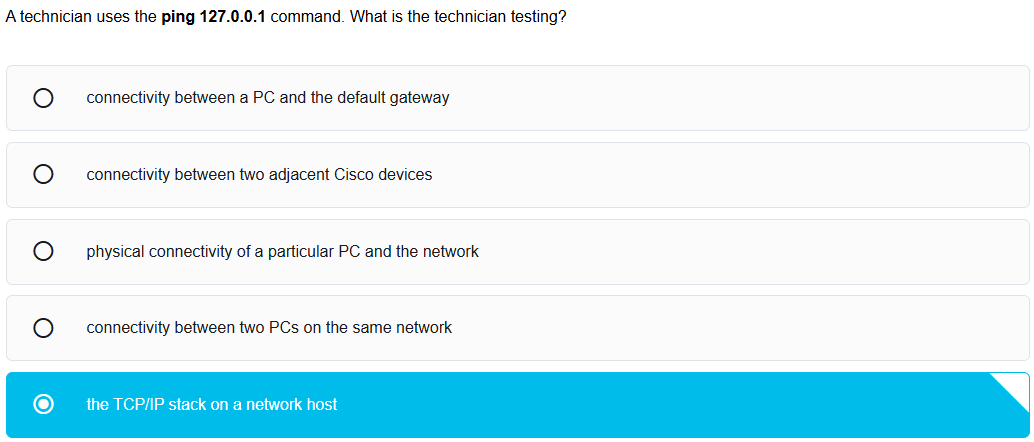 A technician uses the ping 127.0.0.1 command. What is the technician testing?
connectivity between a PC and the default gateway
connectivity between two adjacent Cisco devices
physical connectivity of a particular PC and the network
connectivity between two PCs on the same network
the TCP/IP stack on a network host